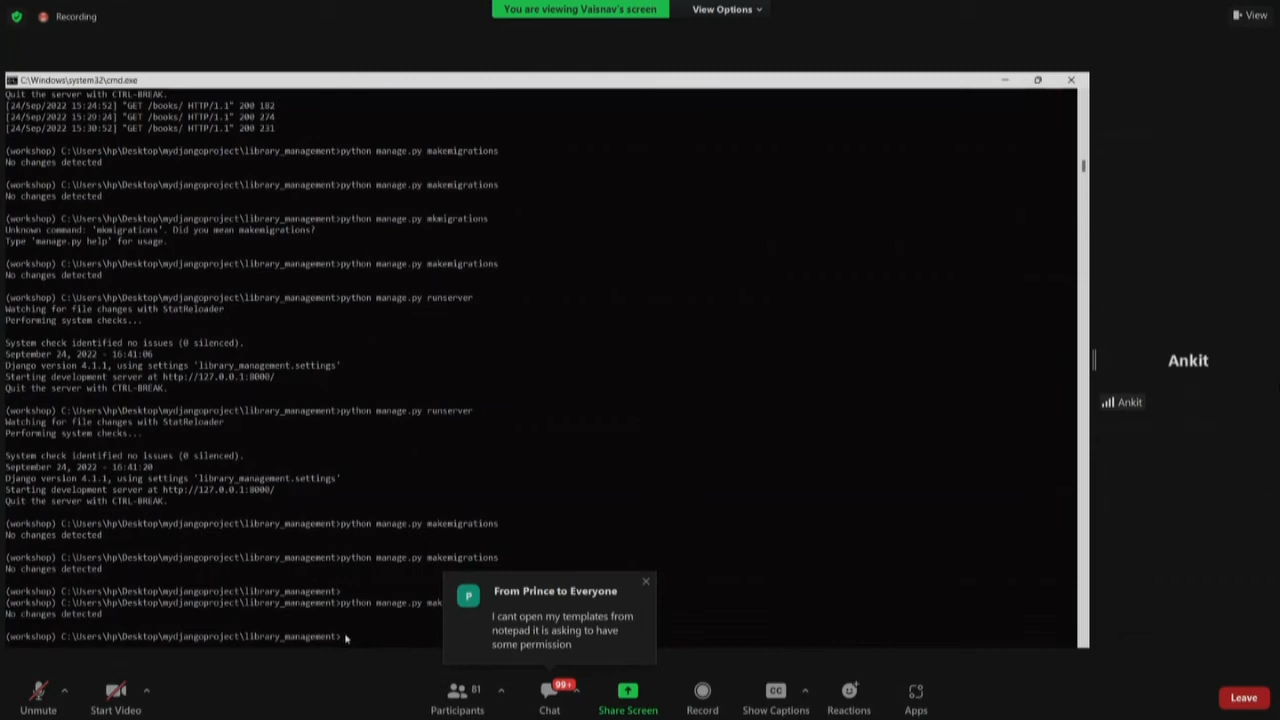 Recording
You are viewing Vaisnav's screen
View Options
View
C:\Windows\system32\cmd.exe
Quit the server with CTRL-BREAK.
[24/Sep/2022 15:24:52] "GET /books/ HTTP/1.1" 200 182
[24/Sep/2022 15:29:24] "GET /books/ HTTP/1.1" 200 274
[24/Sep/2022 15:30:52] "GET /books/ HTTP/1.1" 200 231
(workshop) C:\Users\hp\Desktop\mydjangoproject\library_management>python manage.py makemigrations
No changes detected
(workshop) C:\Users\hp\Desktop\mydjangoproject\library_management>python manage.py makemigrations
No changes detected
(workshop) C:\Users\hp\Desktop\mydjangoproject\library_management>python manage.py mkmigrations
Unknown command: 'mkmigrations'. Did you mean makemigrations?
Type 'manage.py help' for usage.
(workshop) C:\Users\hp\Desktop\mydjangoproject\library_management>python manage.py makemigrations
No changes detected
(workshop) C:\Users\hp\Desktop\mydjangoproject\library_management>python manage.py runserver
Watching for file changes with StatReloader
Performing system checks...
System check identified no issues (0 silenced).
September 24, 2022 - 16:41:06
Django version 4.1.1, using settings 'library_management.settings'
Starting development server at http://127.0.0.1:8000/
Quit the server with CTRL-BREAK.
(workshop) C:\Users\hp\Desktop\mydjangoproject\library_management>python manage.py runserver
Watching for file changes with StatReloader
Performing system checks...
System check identified no issues (0 silenced).
September 24, 2022 - 16:41:20
Django version 4.1.1, using settings 'library_management.settings'
Starting development server at http://127.0.0.1:8000/
Quit the server with CTRL-BREAK.
(workshop) C:\Users\hp\Desktop\mydjangoproject\library_management>python manage.py makemigrations
No changes detected
(workshop) C:\Users\hp\Desktop\mydjangoproject\library_management>python manage.py makemigrations
No changes detected
(workshop) C:\Users\hp\Desktop\mydjangoproject\library_management>
(workshop) C:\Users\hp\Desktop\mydjangoproject\library_management>python manage.py mak
No changes detected
(workshop) C:\Users\hp\Desktop\mydjangoproject\library_management>
P
From Prince to Everyone
I cant open my templates from
notepad it is asking to have
some permission
Ankit
Ankit
Unmute
Start Video
81
Participants
99+
Chat
Share Screen
Record
CC
Show Captions
Reactions
Apps
Leave